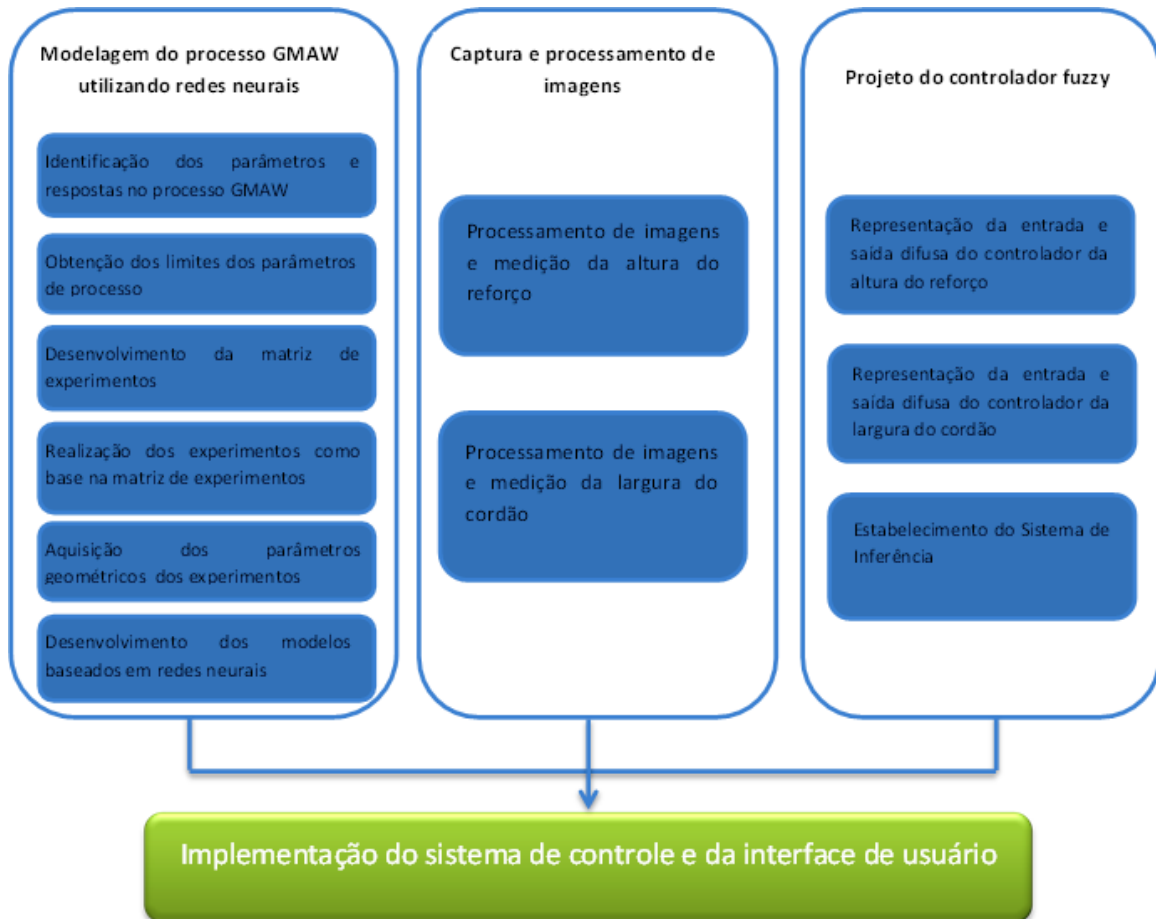 Modelagem do processo GMAW
utilizando redes neurais
Identificação dos parâmetros e
respostas no processo GMAW
Obtenção dos limites dos parâmetros
de processo
Desenvolvimento da matriz de
experimentos
Realização dos experimentos como
base na matriz de experimentos
Aquisição dos parâmetros
geométricos dos experimentos
Desenvolvimento dos modelos
baseados em redes neurais
Captura e processamento de
imagens
Processamento de imagens
e medição da altura do
reforço
Processamento de imagens
e medição da largura do
cordão
Projeto do controlador fuzzy
Representação da entrada e
saída difusa do controlador da
altura do reforço
Representação da entrada e
saída difusa do controlador da
largura do cordão
Estabelecimento do Sistema de
Inferência
Implementação do sistema de controle e da interface de usuário